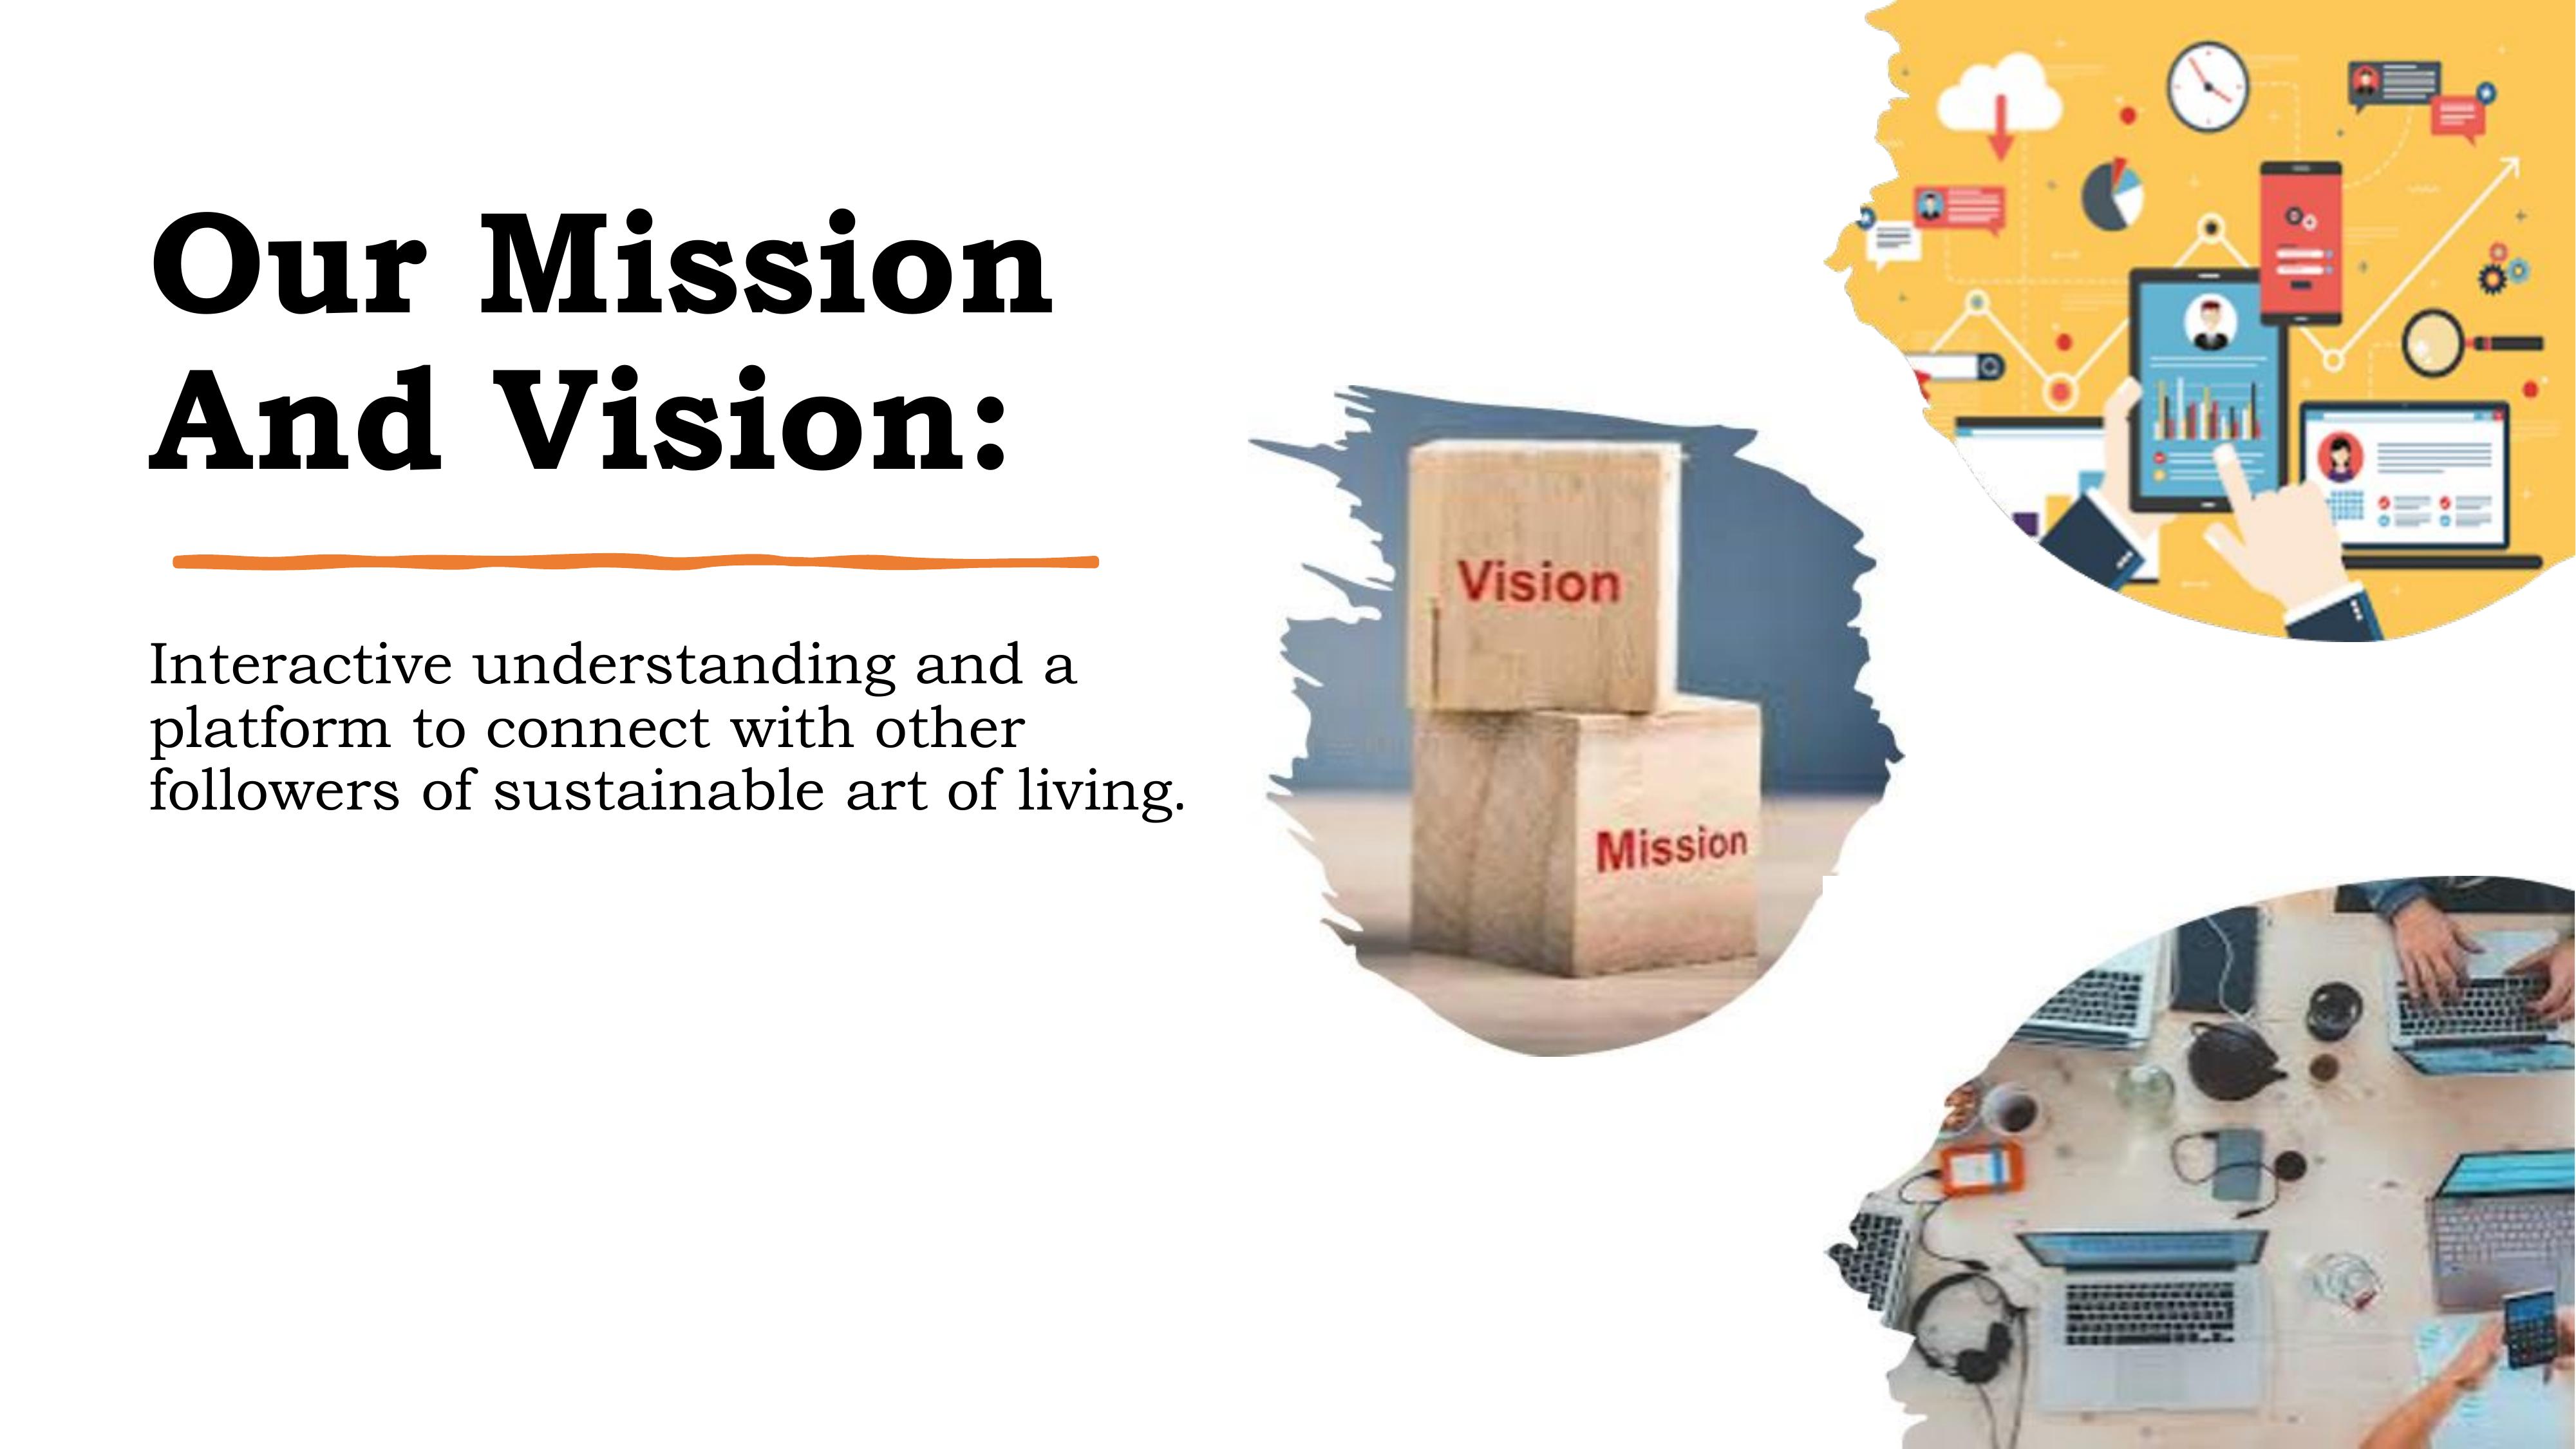 Our Mission
And Vision:
Interactive understanding and a
platform to connect with other
followers of sustainable art of living.
Vision
Mission